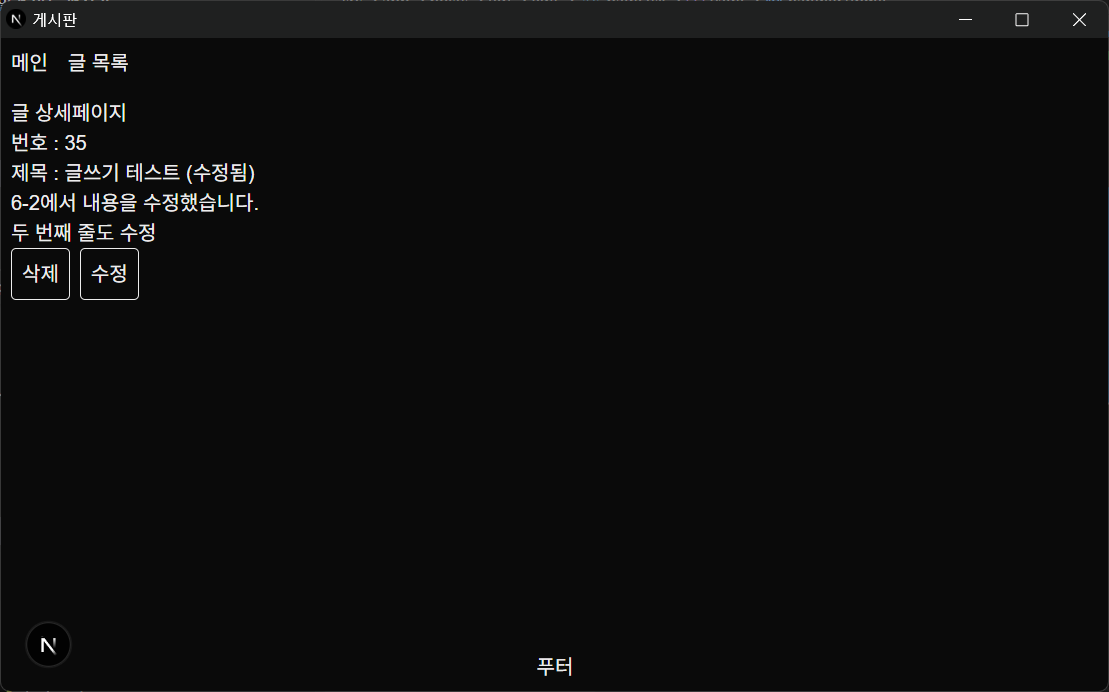 게시판
메인 글 목록
글 상세페이지
번호 : 35
제목 : 글쓰기 테스트 (수정됨)
6-2에서 내용을 수정했습니다.
두 번째 줄도 수정
삭제 수정
N
푸터